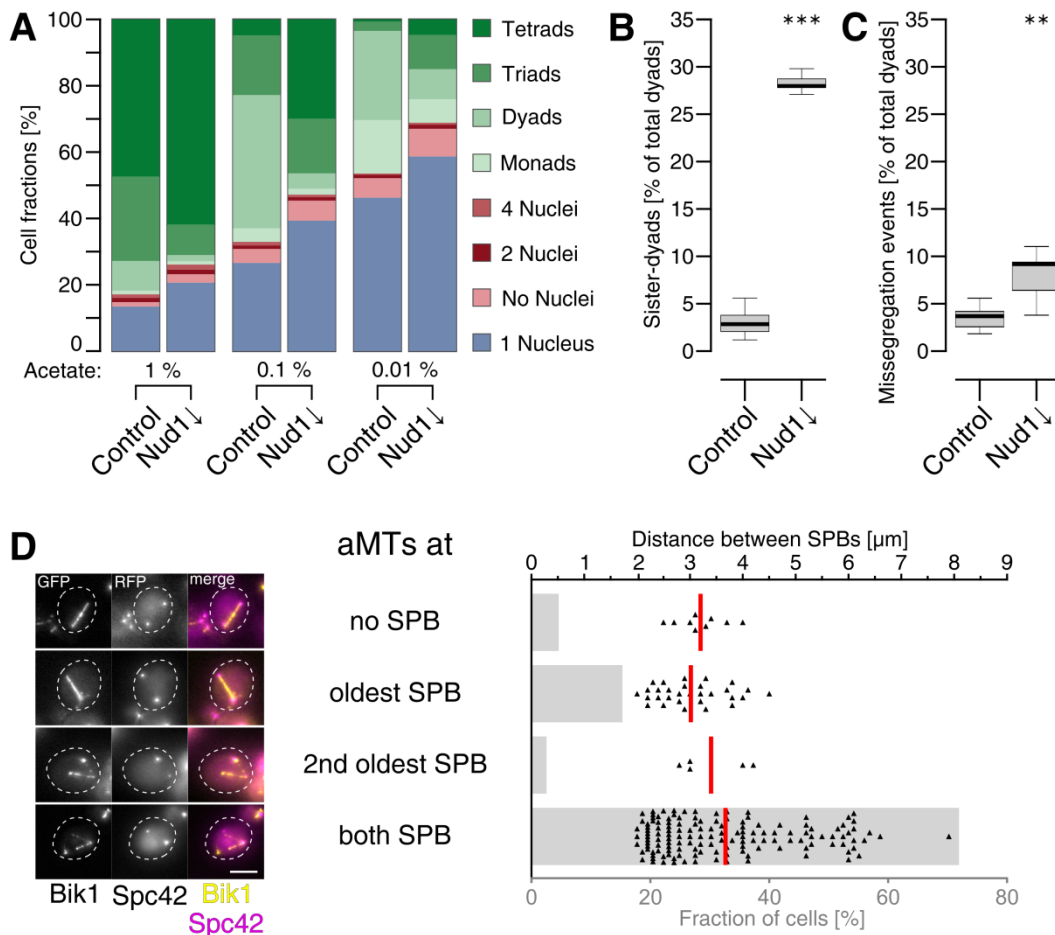 A
Cell fractions [%]
100
80
60
40
20
0
Tetrads
Triads
Dyads
Monads
4 Nuclei
2 Nuclei
No Nuclei
1 Nucleus
Acetate: 1 % 0.1 % 0.01 %
Control Nud1↓ Control Nud1↓ Control Nud1↓
B
Sister-dyads [% of total dyads]
35
30
25
20
15
10
5
0
***
Control Nud1↓
C
Missegregation events [% of total dyads]
35
30
25
20
15
10
5
0
**
Control Nud1↓
D
GFP RFP merge
Bik1 Spc42 Bik1
Spc42
aMTs at
no SPB
oldest SPB
2nd oldest SPB
both SPB
Distance between SPBs [µm]
0 1 2 3 4 5 6 7 8 9
20 40 60 80
Fraction of cells [%]